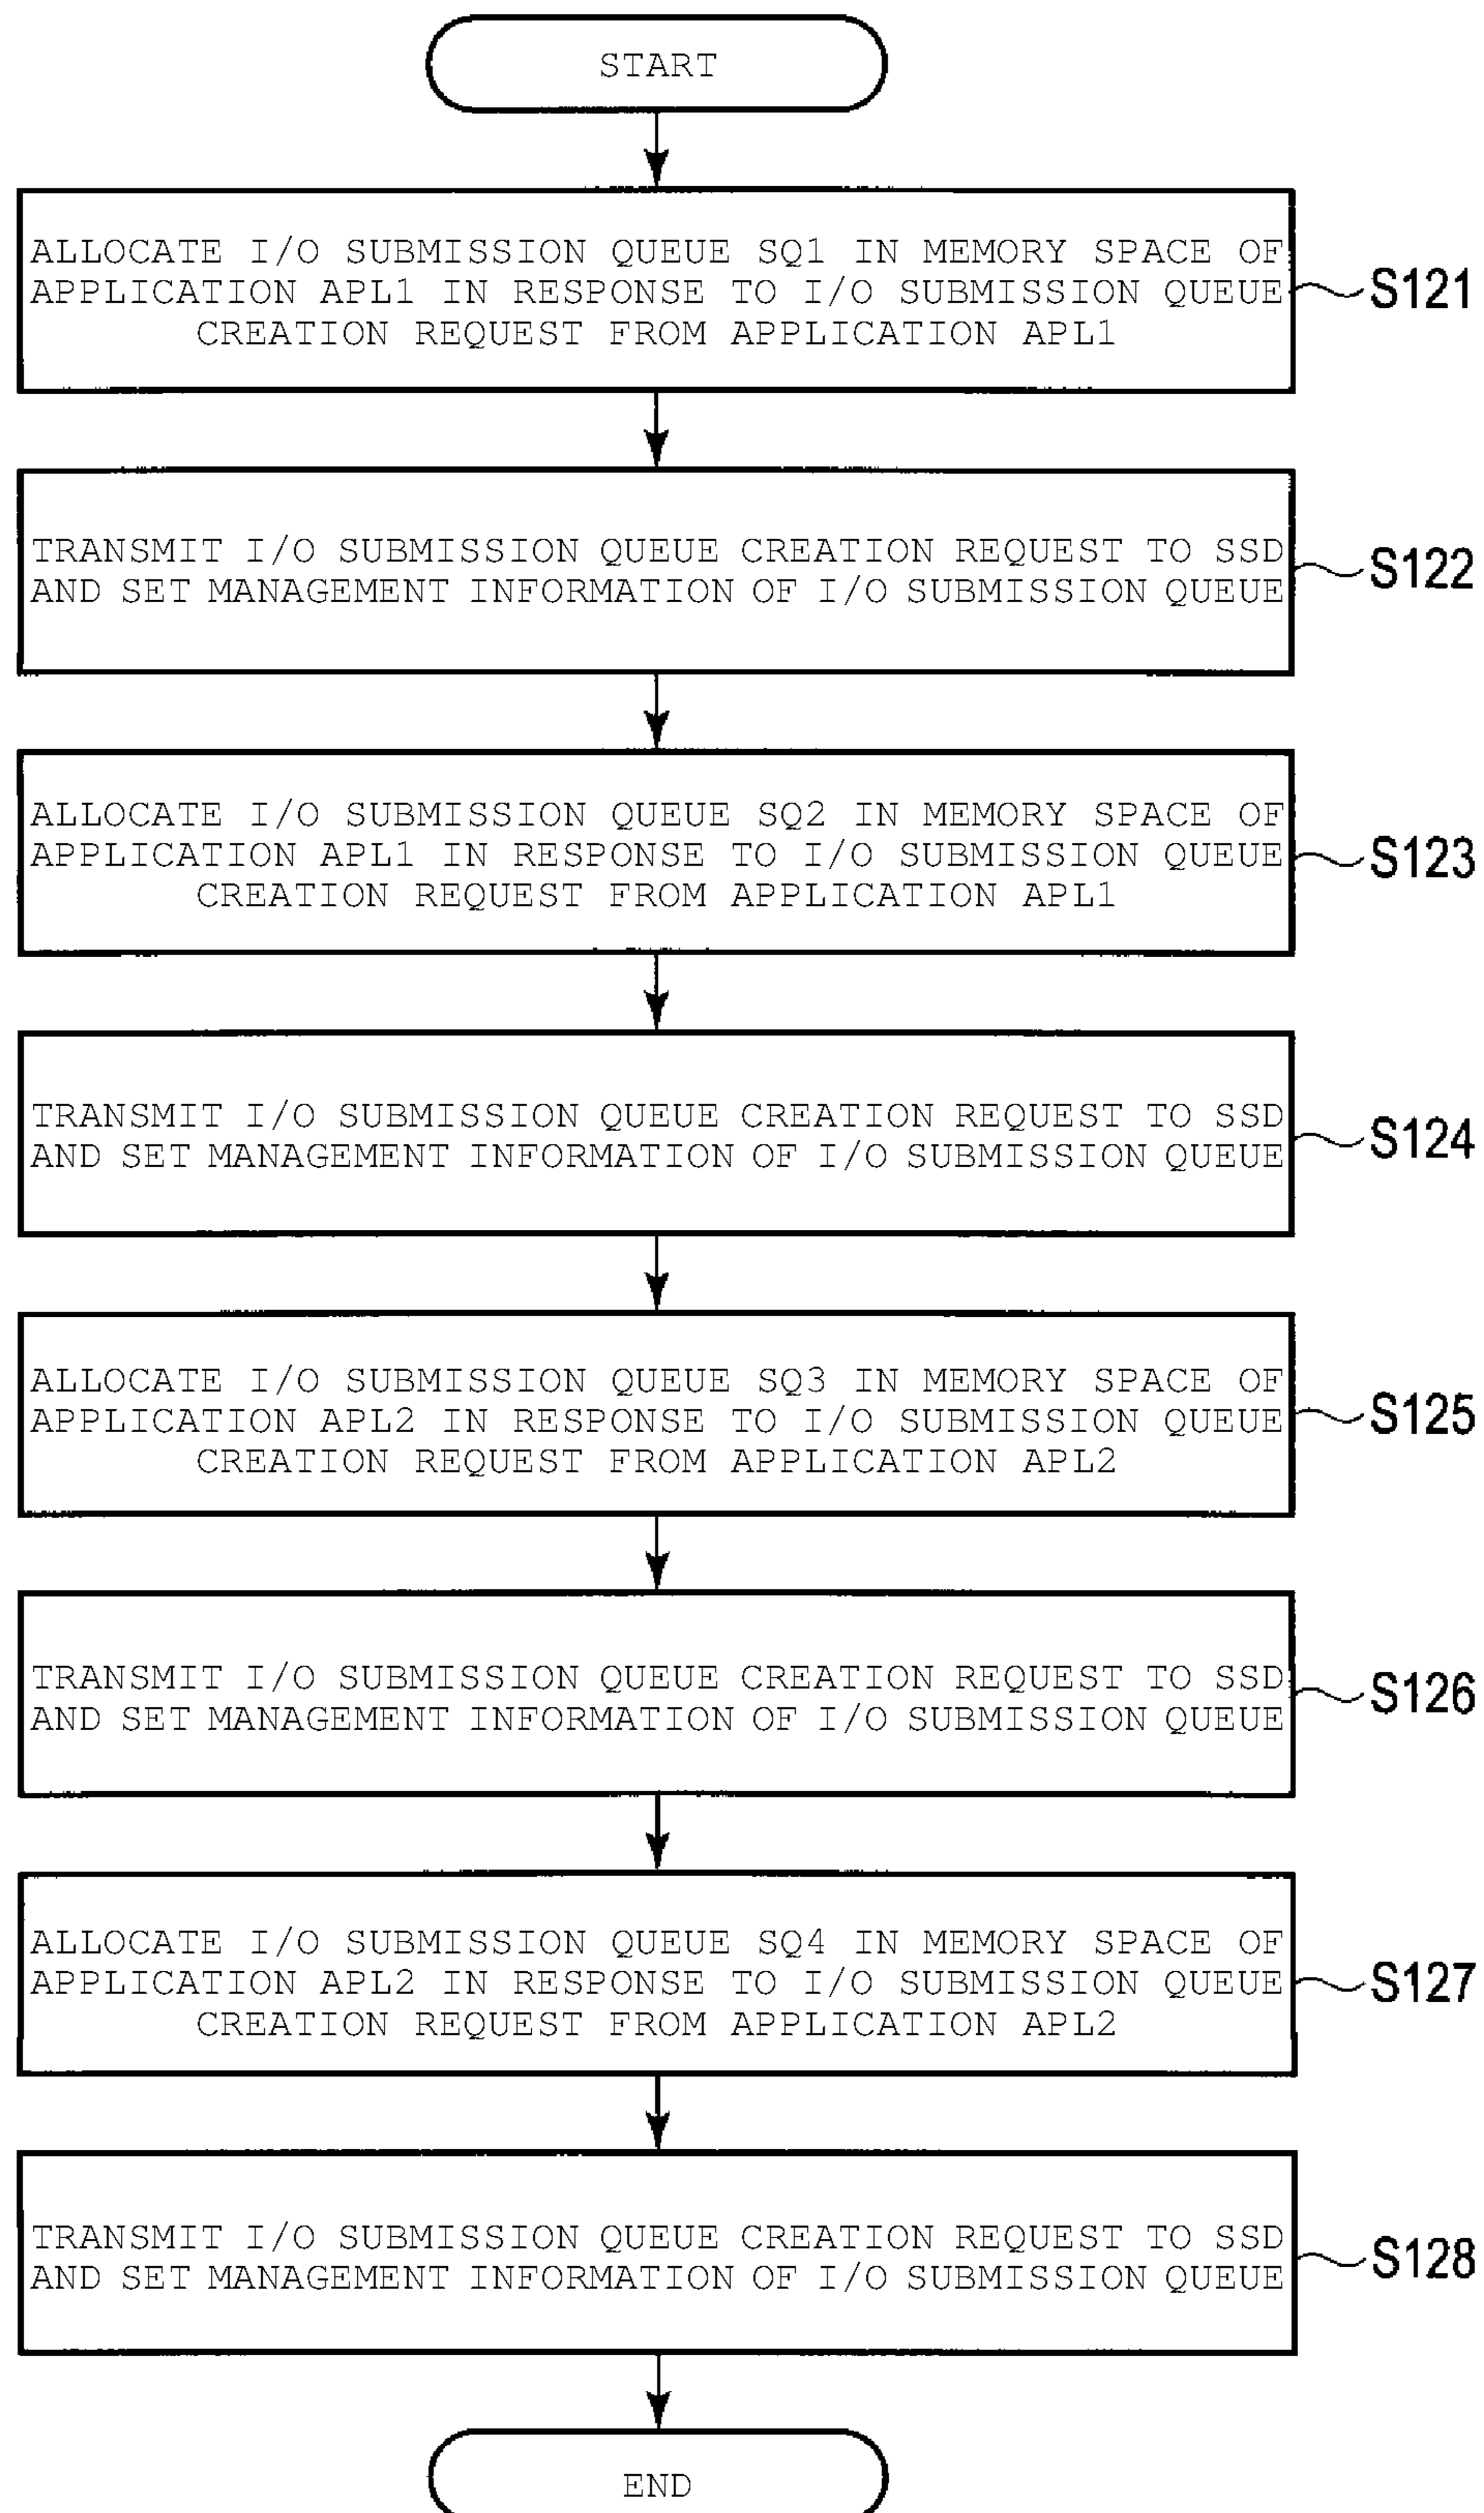 START
ALLOCATE I/O SUBMISSION QUEUE SQ1 IN MEMORY SPACE OF
APPLICATION APL1 IN RESPONSE TO I/O SUBMISSION QUEUE
CREATION REQUEST FROM APPLICATION APL1
S121
TRANSMIT I/O SUBMISSION QUEUE CREATION REQUEST TO SSD
AND SET MANAGEMENT INFORMATION OF I/O SUBMISSION QUEUE
S122
ALLOCATE I/O SUBMISSION QUEUE SQ2 IN MEMORY SPACE OF
APPLICATION APL1 IN RESPONSE TO I/O SUBMISSION QUEUE
CREATION REQUEST FROM APPLICATION APL1
S123
TRANSMIT I/O SUBMISSION QUEUE CREATION REQUEST TO SSD
AND SET MANAGEMENT INFORMATION OF I/O SUBMISSION QUEUE
S124
ALLOCATE I/O SUBMISSION QUEUE SQ3 IN MEMORY SPACE OF
APPLICATION APL2 IN RESPONSE TO I/O SUBMISSION QUEUE
CREATION REQUEST FROM APPLICATION APL2
S125
TRANSMIT I/O SUBMISSION QUEUE CREATION REQUEST TO SSD
AND SET MANAGEMENT INFORMATION OF I/O SUBMISSION QUEUE
S126
ALLOCATE I/O SUBMISSION QUEUE SQ4 IN MEMORY SPACE OF
APPLICATION APL2 IN RESPONSE TO I/O SUBMISSION QUEUE
CREATION REQUEST FROM APPLICATION APL2
S127
TRANSMIT I/O SUBMISSION QUEUE CREATION REQUEST TO SSD
AND SET MANAGEMENT INFORMATION OF I/O SUBMISSION QUEUE
S128
END